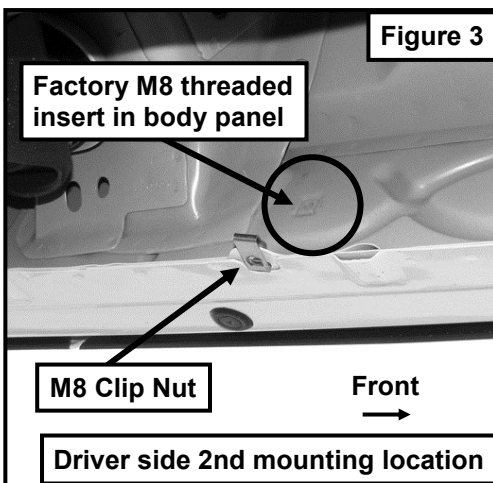 Figure 3
Factory M8 threaded
insert in body panel
M8 Clip Nut
Front
Driver side 2nd mounting location